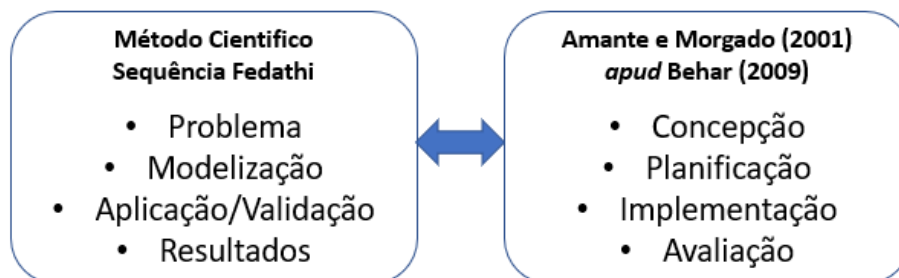 Método Cientifico
Sequência Fedathi
• Problema
• Modelização
• Aplicação/Validação
• Resultados
Amante e Morgado (2001)
apud Behar (2009)
• Concepção
• Planificação
• Implementação
• Avaliação